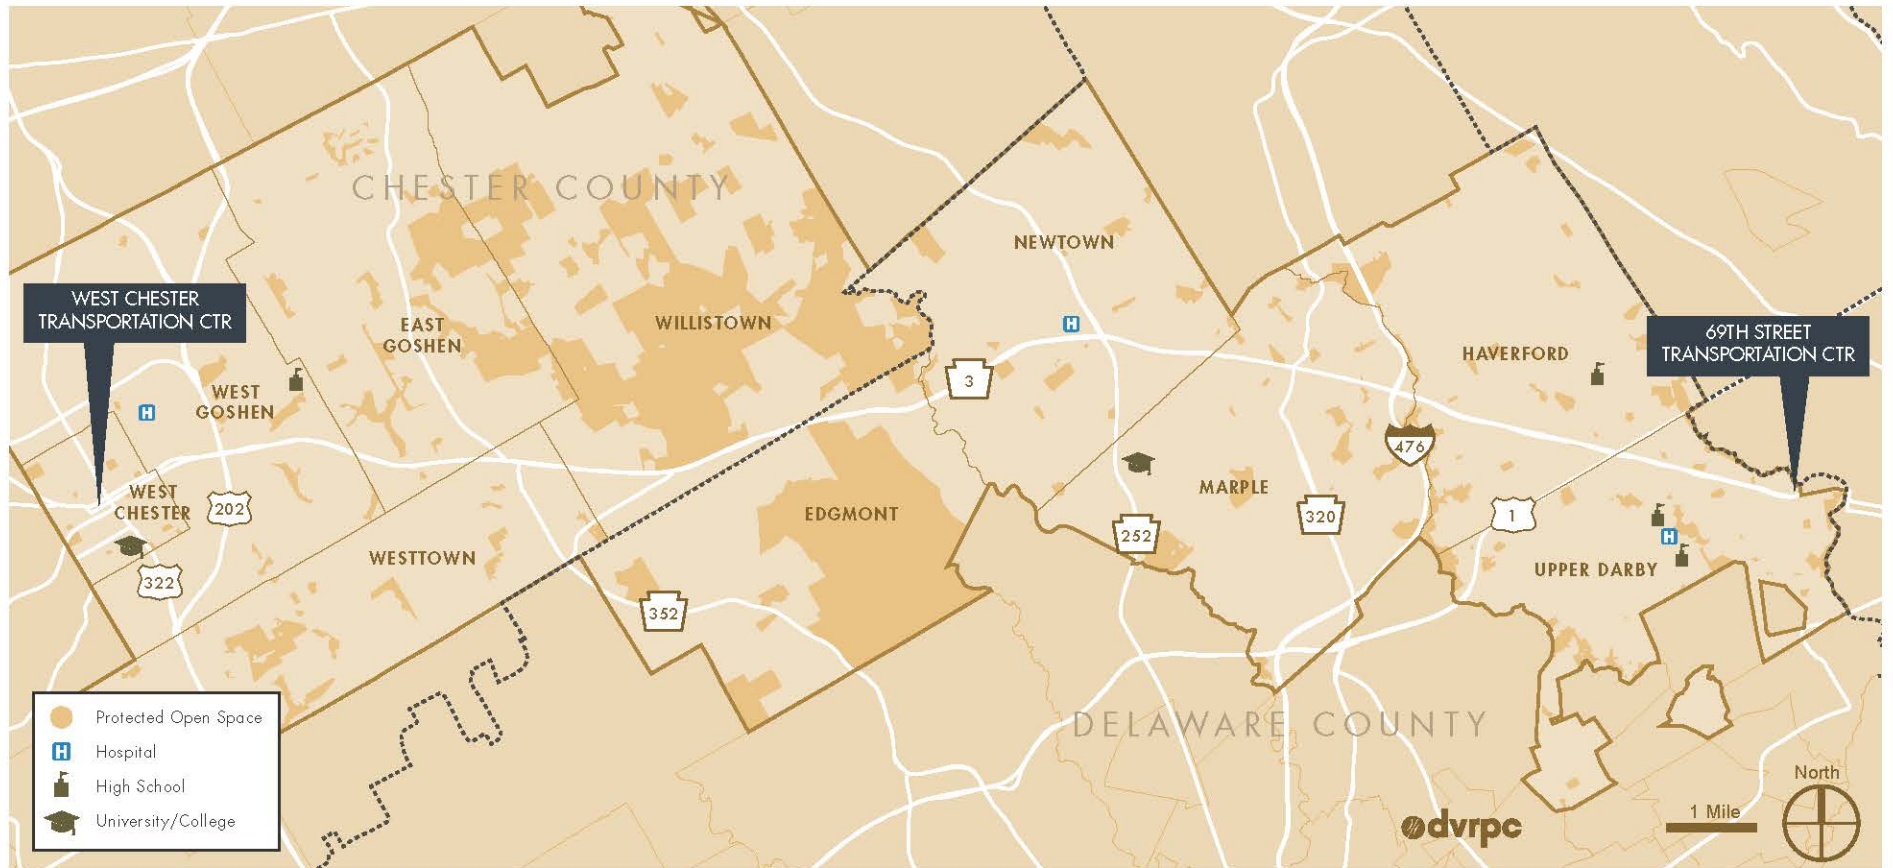 CHESTER COUNTY
NEWTOWN
WEST CHESTER
TRANSPORTATION CTR
EAST
GOSHEN
WILLISTOWN
69TH STREET
TRANSPORTATION CTR
HAVERFORD
3
H
WEST
GOSHEN
H
476
WEST
CHESTER
202
MARPLE
EDGMONT
320
1
252
H
WESTTOWN
UPPER DARBY
322
352
DELAWARE COUNTY
Protected Open Space
H Hospital
High School
University/College
North
1 Mile
dvrpc